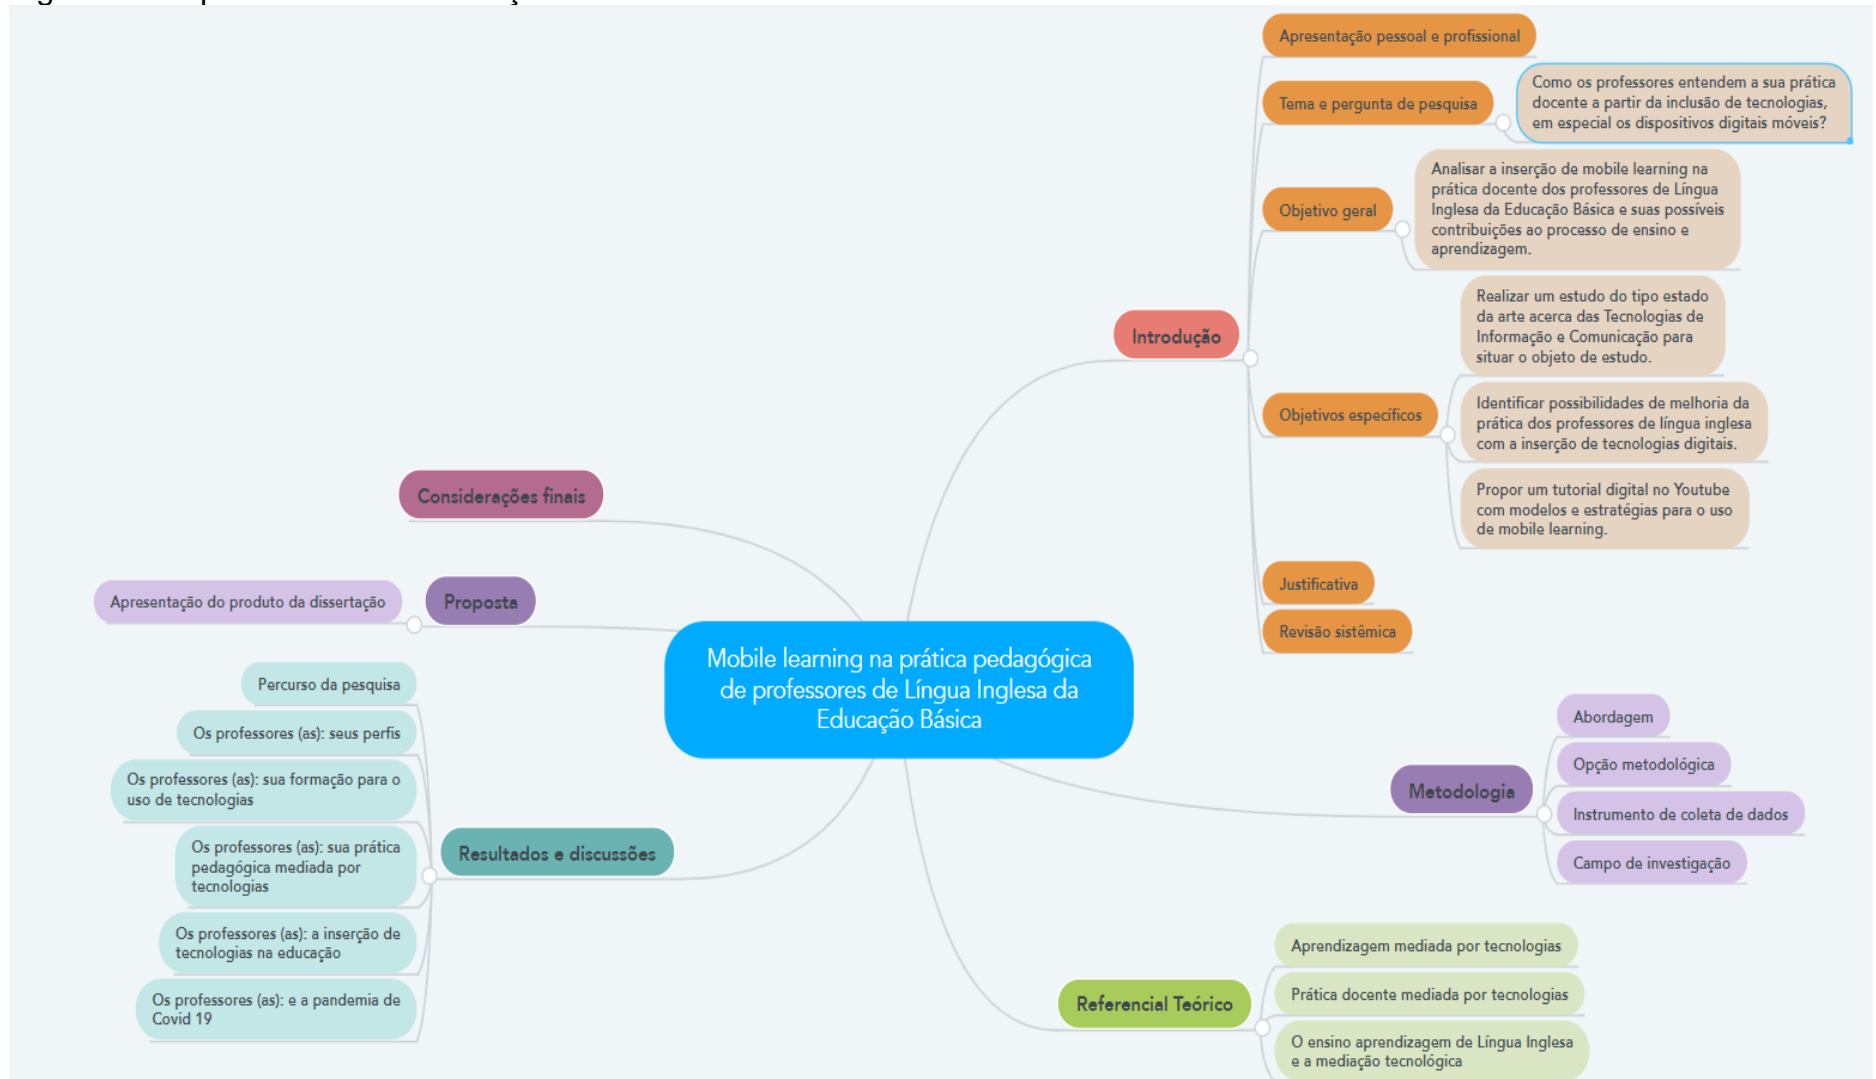 Apresentação pessoal e profissional
Tema e pergunta de pesquisa
Como os professores entendem a sua prática
docente a partir da inclusão de tecnologias,
em especial os dispositivos digitais móveis?
Objetivo geral
Analisar a inserção de mobile learning na
prática docente dos professores de Língua
Inglesa da Educação Básica e suas possíveis
contribuições ao processo de ensino e
aprendizagem.
Introdução
Objetivos específicos
Realizar um estudo do tipo estado
da arte acerca das Tecnologias de
Informação e Comunicação para
situar o objeto de estudo.
Identificar possibilidades de melhoria da
prática dos professores de língua inglesa
com a inserção de tecnologias digitais.
Propor um tutorial digital no Youtube
com modelos e estratégias para o uso
de mobile learning.
Justificativa
Revisão sistêmica
Considerações finais
Proposta
Apresentação do produto da dissertação
Mobile learning na prática pedagógica
de professores de Língua Inglesa da
Educação Básica
Metodologia
Abordagem
Opção metodológica
Instrumento de coleta de dados
Campo de investigação
Resultados e discussões
Percurso da pesquisa
Os professores (as): seus perfis
Os professores (as): sua formação para o
uso de tecnologias
Os professores (as): sua prática
pedagógica mediada por
tecnologias
Os professores (as): a inserção de
tecnologias na educação
Os professores (as): e a pandemia de
Covid 19
Referencial Teórico
Aprendizagem mediada por tecnologias
Prática docente mediada por tecnologias
O ensino aprendizagem de Língua Inglesa
e a mediação tecnológica